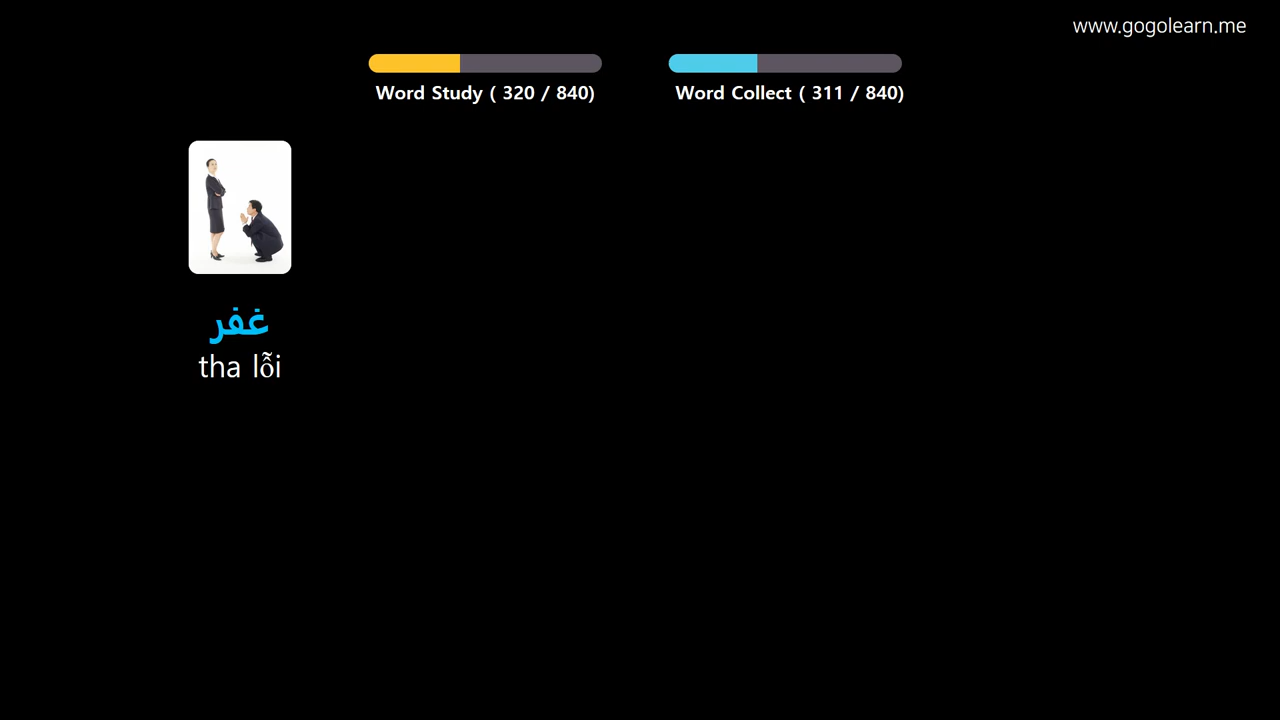 www.gogolearn.me
Word Study ( 320 / 840)
Word Collect ( 311 / 840)
غفر
tha lỗi